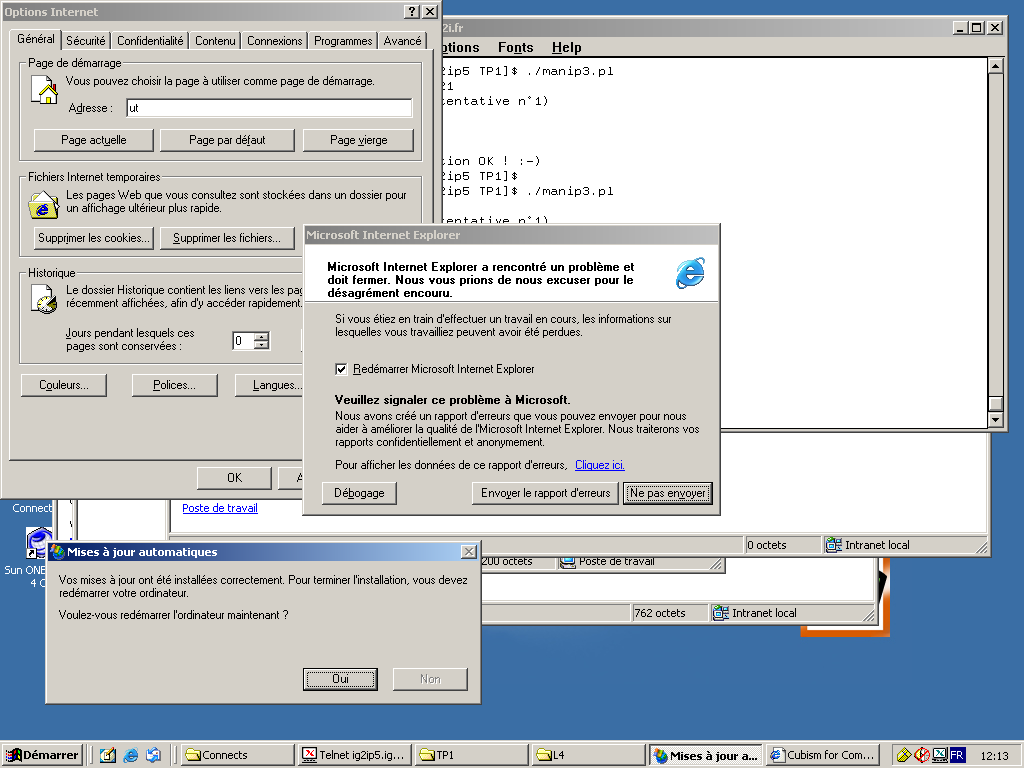 Options Internet
Général Sécurité Confidentialité Contenu Connexions Programmes Avancé
Page de démarrage
Vous pouvez choisir la page à utiliser comme page de démarrage.
Adresse : ut
Page actuelle Page par défaut Page vierge
Fichiers Internet temporaires
Les pages Web que vous consultez sont stockées dans un dossier pour
un affichage ultérieur plus rapide.
Supprimer les cookies... Supprimer les fichiers...
Historique
Le dossier Historique contient les liens vers les pag
récemment affichées, afin d'y accéder rapidement.
Jours pendant lesquels ces
pages sont conservées : 0
Couleurs... Polices... Langues...
OK A
2i.fr
ptions Fonts Help
2ip5 TP1]$ ./manip3.pl
21
entative n°1)
tion OK ! :-)
2ip5 TP1]$
2ip5 TP1]$ ./manip3.pl
entative n°1)
Microsoft Internet Explorer
Microsoft Internet Explorer a rencontré un problème et
doit fermer. Nous vous prions de nous excuser pour le
désagrément encouru.
Si vous étiez en train d'effectuer un travail en cours, les informations sur
lesquelles vous travailliez peuvent avoir été perdues.
Redémarrer Microsoft Internet Explorer
Veuillez signaler ce problème à Microsoft.
Nous avons créé un rapport d'erreurs que vous pouvez envoyer pour nous
aider à améliorer la qualité de l'Microsoft Internet Explorer. Nous traiterons vos
rapports confidentiellement et anonymement.
Pour afficher les données de ce rapport d'erreurs, Cliquez ici.
Débogage Envoyer le rapport d'erreurs Ne pas envoyer
Connect
Poste de travail
0 octets Intranet local
Sun ONE
4 C
200 octets Poste de travail
762 octets Intranet local
Mises à jour automatiques
Vos mises à jour ont été installées correctement. Pour terminer l'installation, vous devez
redémarrer votre ordinateur.
Voulez-vous redémarrer l'ordinateur maintenant ?
Oui Non
Démarrer Connects Telnet ig2ip5.ig... TP1 L4 Mises à jour a... Cubism for Com... FR 12:13